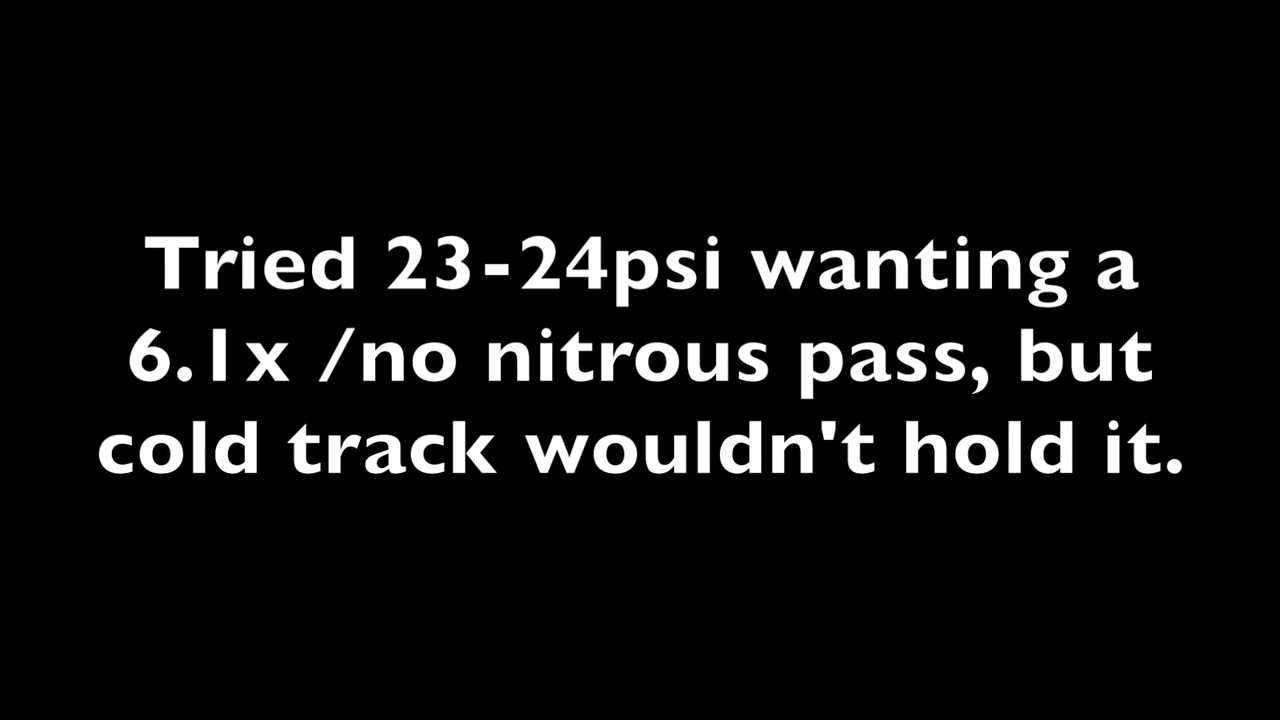 Tried 23-24psi wanting a
6.1x /no nitrous pass, but
cold track wouldn't hold it.